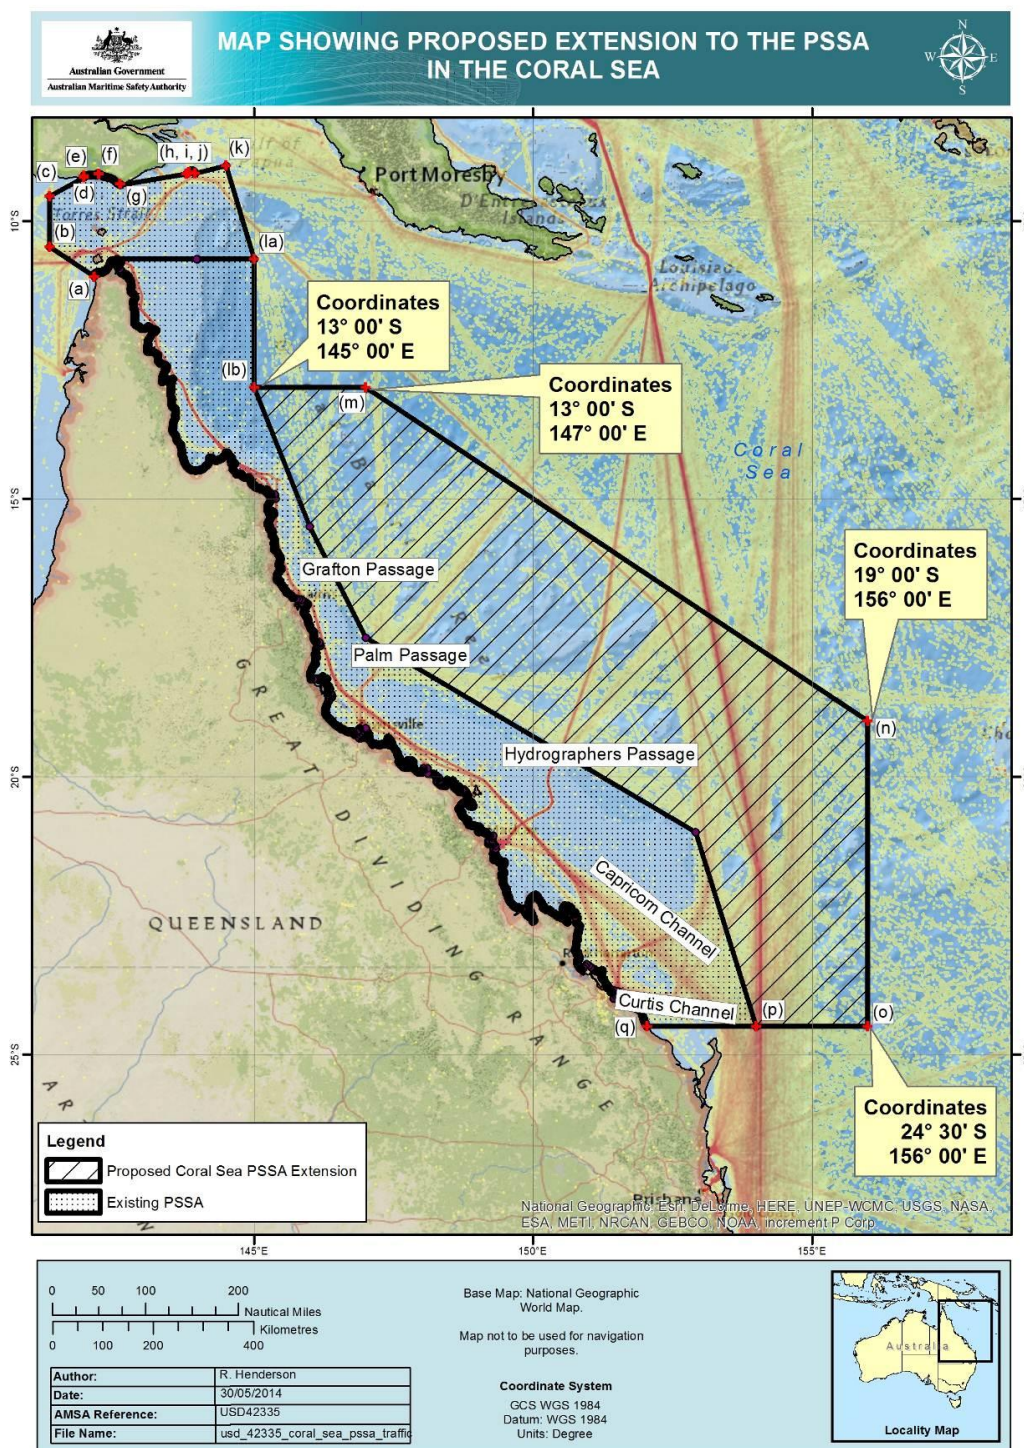 Australian Government
Australian Maritime Safety Authority
MAP SHOWING PROPOSED EXTENSION TO THE PSSA
IN THE CORAL SEA
N
W
E
S
(c)
(e)
(f)
(d)
(g)
(h, i, j)
(k)
Port Moresby
D'Entrecasteaux
Islands
Torres Strait
10°S
(b)
(a)
(la)
Louisiade
Archipelago
Coordinates
13° 00' S
145° 00' E
(lb)
(m)
Coordinates
13° 00' S
147° 00' E
Coral
Sea
15°S
Grafton Passage
Palm Passage
Coordinates
19° 00' S
156° 00' E
(n)
Hydrographers Passage
20°S
GREAT DIVIDING RANGE
QUEENSLAND
Capricorn Channel
Curtis Channel
(q)
(p)
(o)
25°S
Coordinates
24° 30' S
156° 00' E
Legend
Proposed Coral Sea PSSA Extension
Existing PSSA
Brisbane
National Geographic, Esri, DeLorme, HERE, UNEP-WCMC, USGS, NASA,
ESA, METI, NRCAN, GEBCO, NOAA, increment P Corp.
145°E
150°E
155°E
0 50 100 200
Nautical Miles
Kilometres
0 100 200 400
Base Map: National Geographic
World Map.
Map not to be used for navigation
purposes.
Coordinate System
GCS WGS 1984
Datum: WGS 1984
Units: Degree
Author: R. Henderson
Date: 30/05/2014
AMSA Reference: USD42335
File Name: usd_42335_coral_sea_pssa_traffic
Australia
Locality Map